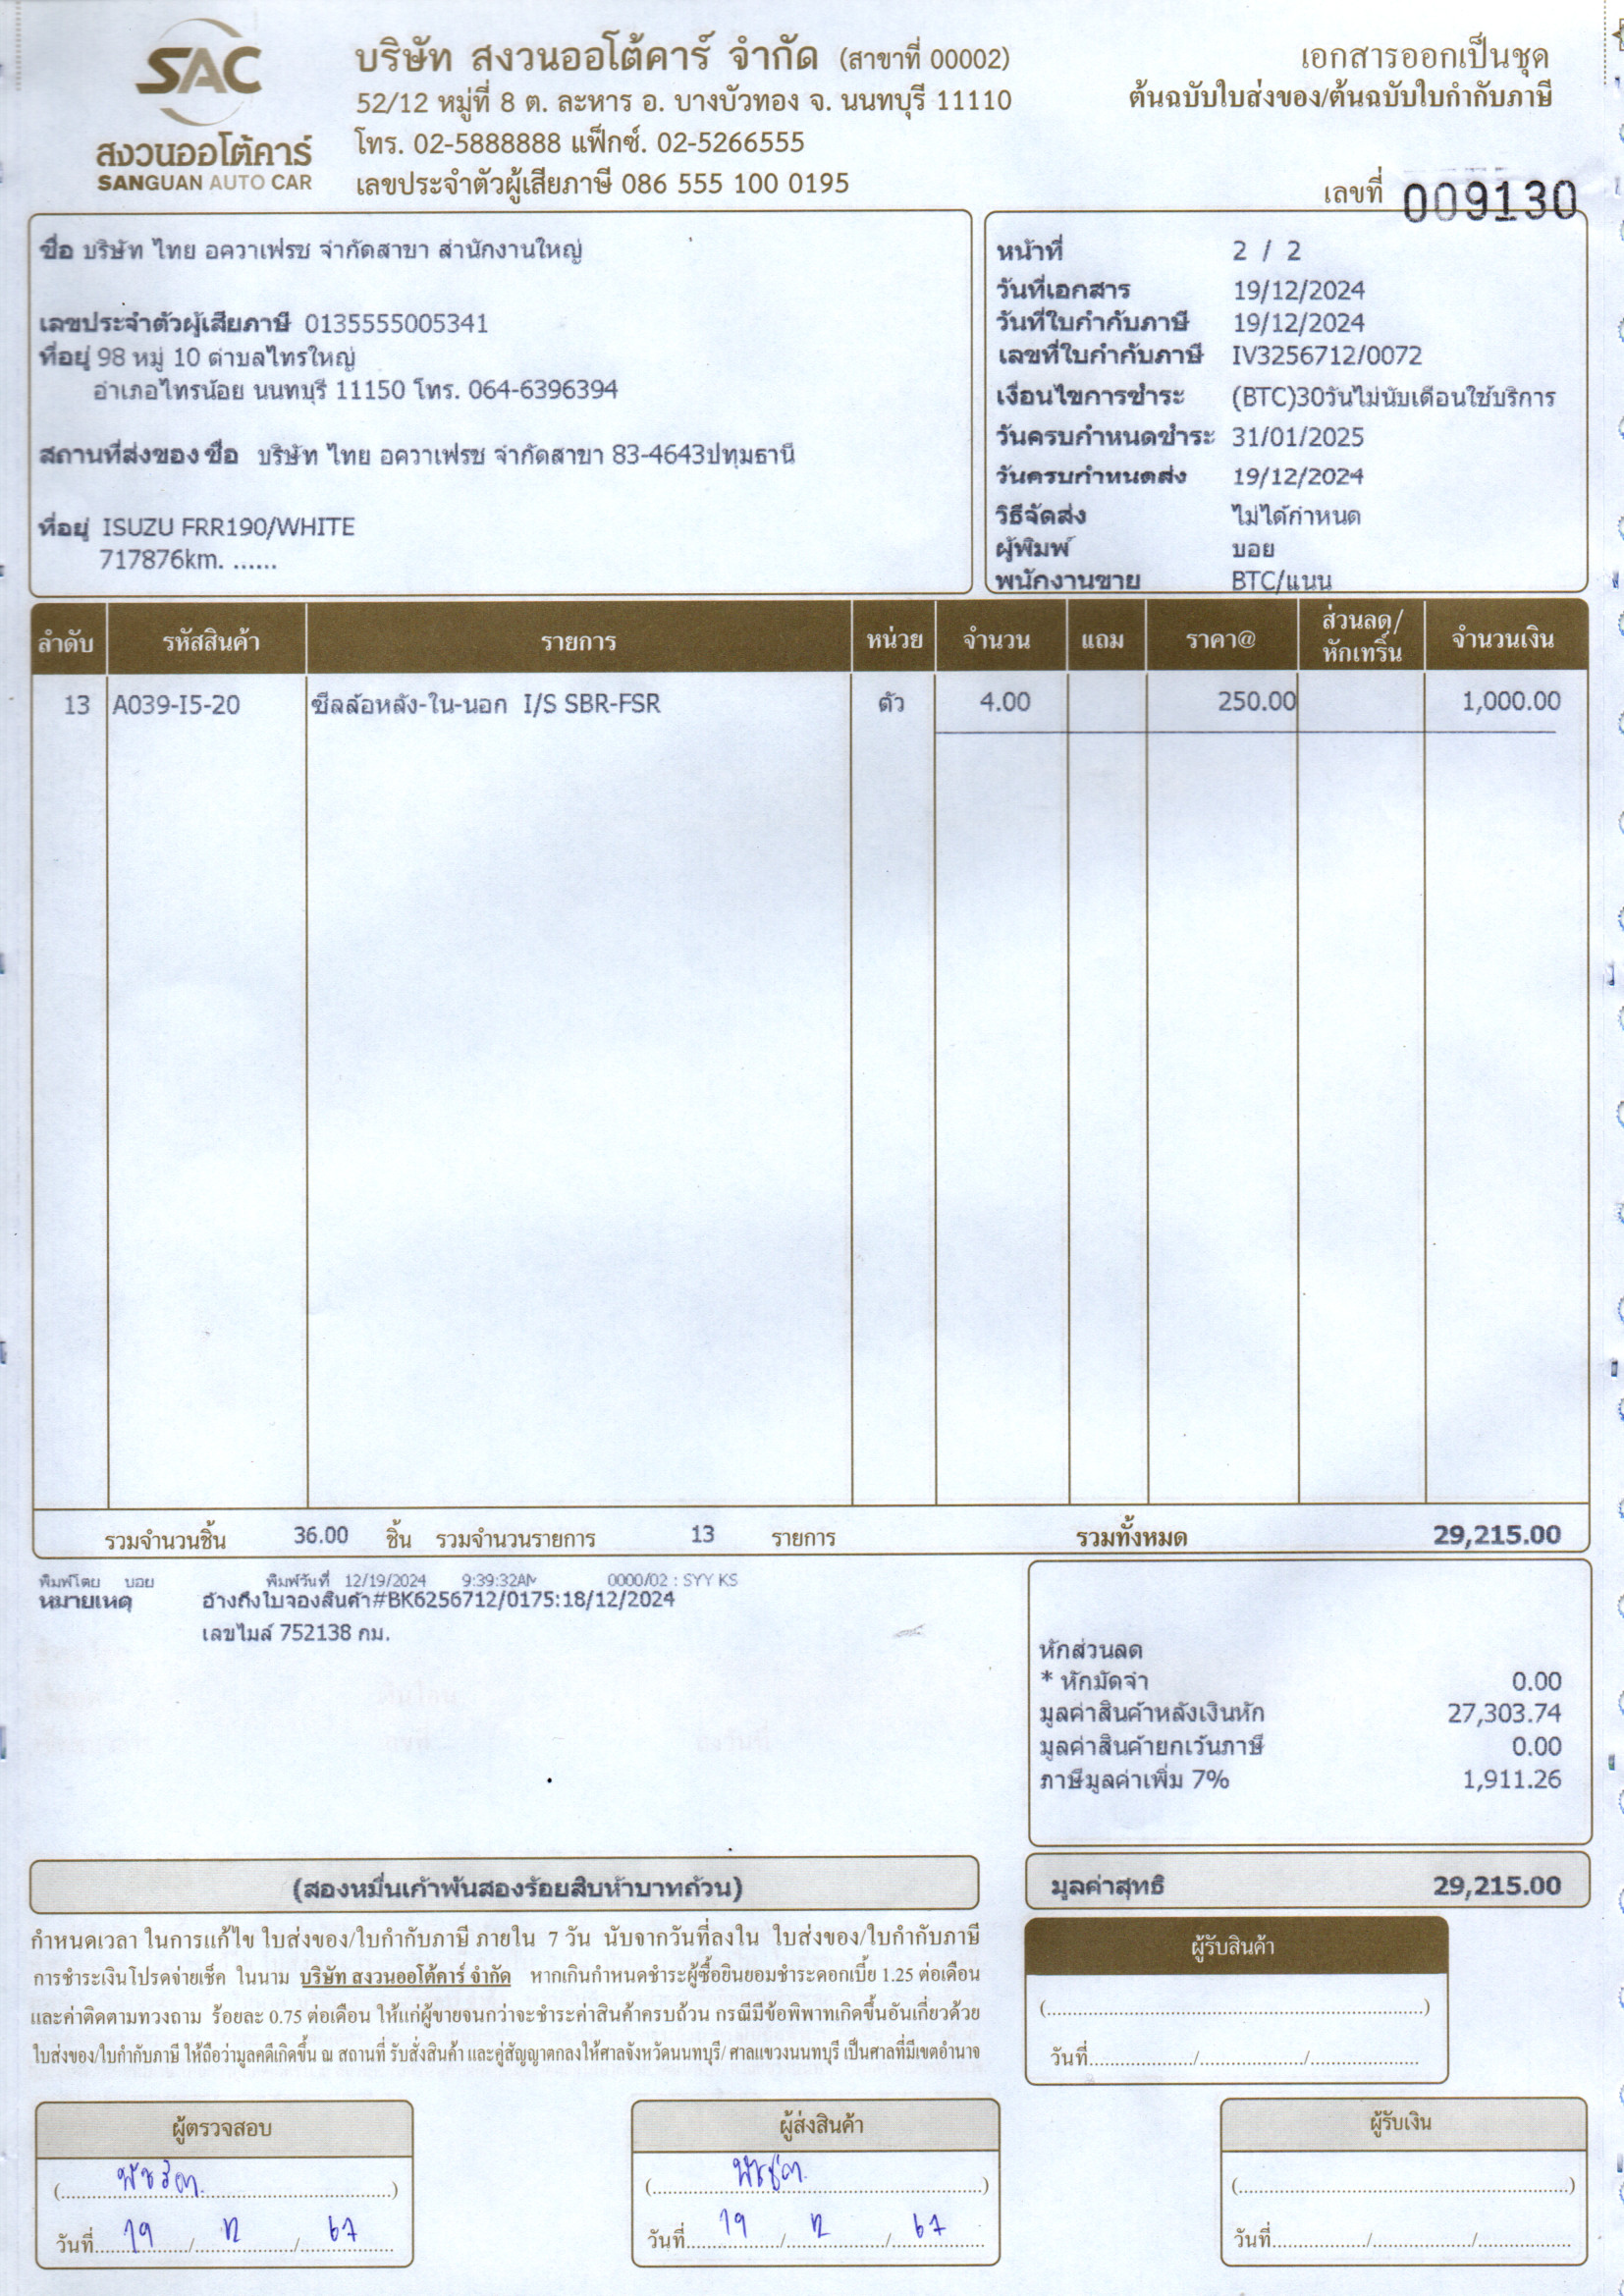 SAC
สงวนออโต้คาร์
SANGUAN AUTO CAR
บริษัท สงวนออโต้คาร์ จำกัด (สาขาที่ 00002)
52/12 หมู่ที่ 8 ต. ละหาร อ. บางบัวทอง จ. นนทบุรี 11110
โทร. 02-5888888 แฟ็กซ์. 02-5266555
เลขประจำตัวผู้เสียภาษี 086 555 100 0195
เอกสารออกเป็นชุด
ต้นฉบับใบส่งของ/ต้นฉบับใบกำกับภาษี
เลขที่ 009130
ชื่อ บริษัท ไทย อควาเฟรช จำกัดสาขา สำนักงานใหญ่
เลขประจำตัวผู้เสียภาษี 0135555005341
ที่อยู่ 98 หมู่ 10 ตำบลไทรใหญ่
อำเภอไทรน้อย นนทบุรี 11150 โทร. 064-6396394
สถานที่ส่งของ ชื่อ บริษัท ไทย อควาเฟรช จำกัดสาขา 83-4643ปทุมธานี
ที่อยู่ ISUZU FRR190/WHITE
717876km. ......
หน้าที่ 2 / 2
วันที่เอกสาร 19/12/2024
วันที่ใบกำกับภาษี 19/12/2024
เลขที่ใบกำกับภาษี IV3256712/0072
เงื่อนไขการชำระ (BTC)30วันไม่นับเดือนใช้บริการ
วันครบกำหนดชำระ 31/01/2025
วันครบกำหนดส่ง 19/12/2024
วิธีจัดส่ง ไม่ได้กำหนด
ผู้พิมพ์ บอย
พนักงานขาย BTC/แนน
ลำดับ รหัสสินค้า รายการ หน่วย จำนวน แถม ราคา@ ส่วนลด/หักเทริ์น จำนวนเงิน
13 A039-I5-20 ซีลล้อหลัง-ใน-นอก I/S SBR-FSR ตัว 4.00 250.00 1,000.00
รวมจำนวนชิ้น 36.00 ชิ้น รวมจำนวนรายการ 13 รายการ รวมทั้งหมด 29,215.00
พิมพ์โดย บอย พิมพ์วันที่ 12/19/2024 9:39:32AM 0000/02 : SYY KS
หมายเหตุ อ้างถึงใบจองสินค้า#BK6256712/0175:18/12/2024
เลขไมล์ 752138 กม.
หักส่วนลด
* หักมัดจำ 0.00
มูลค่าสินค้าหลังเงินหัก 27,303.74
มูลค่าสินค้ายกเว้นภาษี 0.00
ภาษีมูลค่าเพิ่ม 7% 1,911.26
(สองหมื่นเก้าพันสองร้อยสิบห้าบาทถ้วน)
มูลค่าสุทธิ 29,215.00
กำหนดเวลา ในการแก้ไข ใบส่งของ/ใบกำกับภาษี ภายใน 7 วัน นับจากวันที่ลงใน ใบส่งของ/ใบกำกับภาษี
การชำระเงินโปรดจ่ายเช็ค ในนาม บริษัท สงวนออโต้คาร์ จำกัด หากเกินกำหนดชำระผู้ซื้อยินยอมชำระดอกเบี้ย 1.25 ต่อเดือน
และค่าติดตามทวงถาม ร้อยละ 0.75 ต่อเดือน ให้แก่ผู้ขายจนกว่าจะชำระค่าสินค้าครบถ้วน กรณีมีข้อพิพาทเกิดขึ้นอันเกี่ยวด้วย
ใบส่งของ/ใบกำกับภาษี ให้ถือว่ามูลคดีเกิดขึ้น ณ สถานที่ รับสั่งสินค้า และคู่สัญญาตกลงให้ศาลจังหวัดนนทบุรี/ ศาลแขวงนนทบุรี เป็นศาลที่มีเขตอำนาจ
ผู้รับสินค้า
(....................)
วันที่........../........../..........
ผู้ตรวจสอบ
วันที่ 19 / 12 / 67
ผู้ส่งสินค้า
วันที่ 19 / 12 / 67
ผู้รับเงิน
(....................)
วันที่........../........../..........